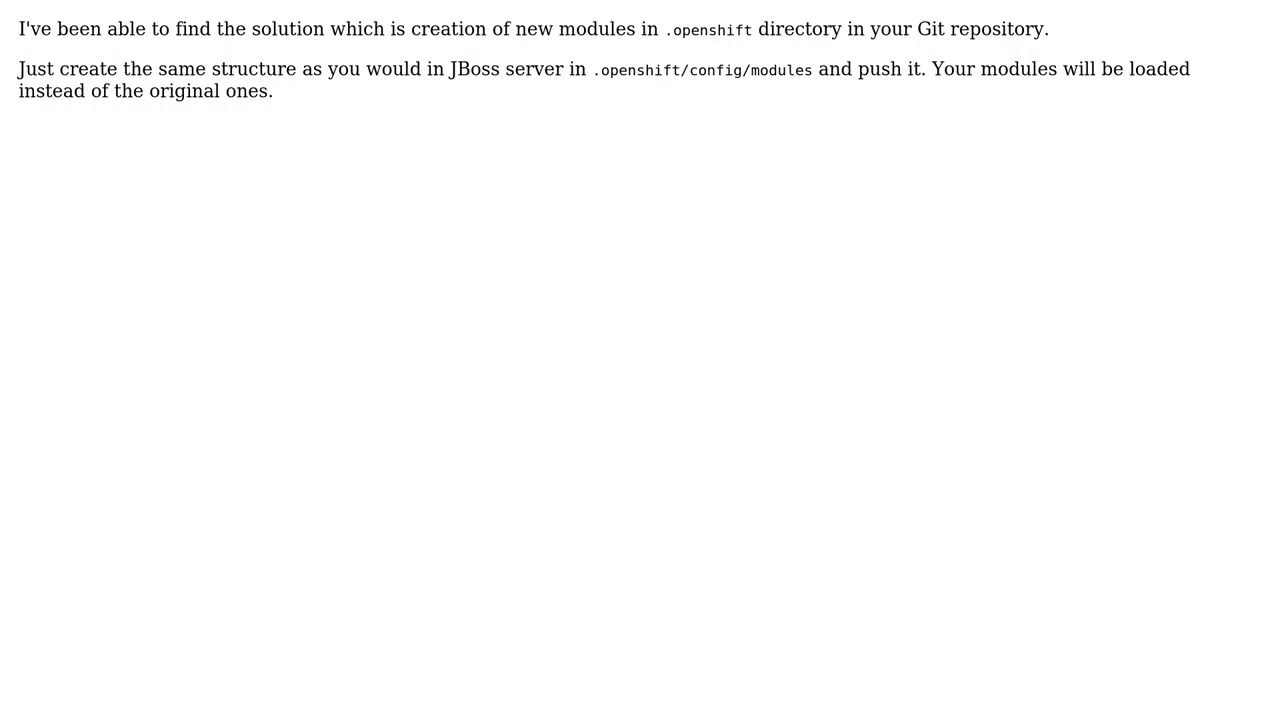 I've been able to find the solution which is creation of new modules in .openshift directory in your Git repository.
Just create the same structure as you would in JBoss server in .openshift/config/modules and push it. Your modules will be loaded
instead of the original ones.